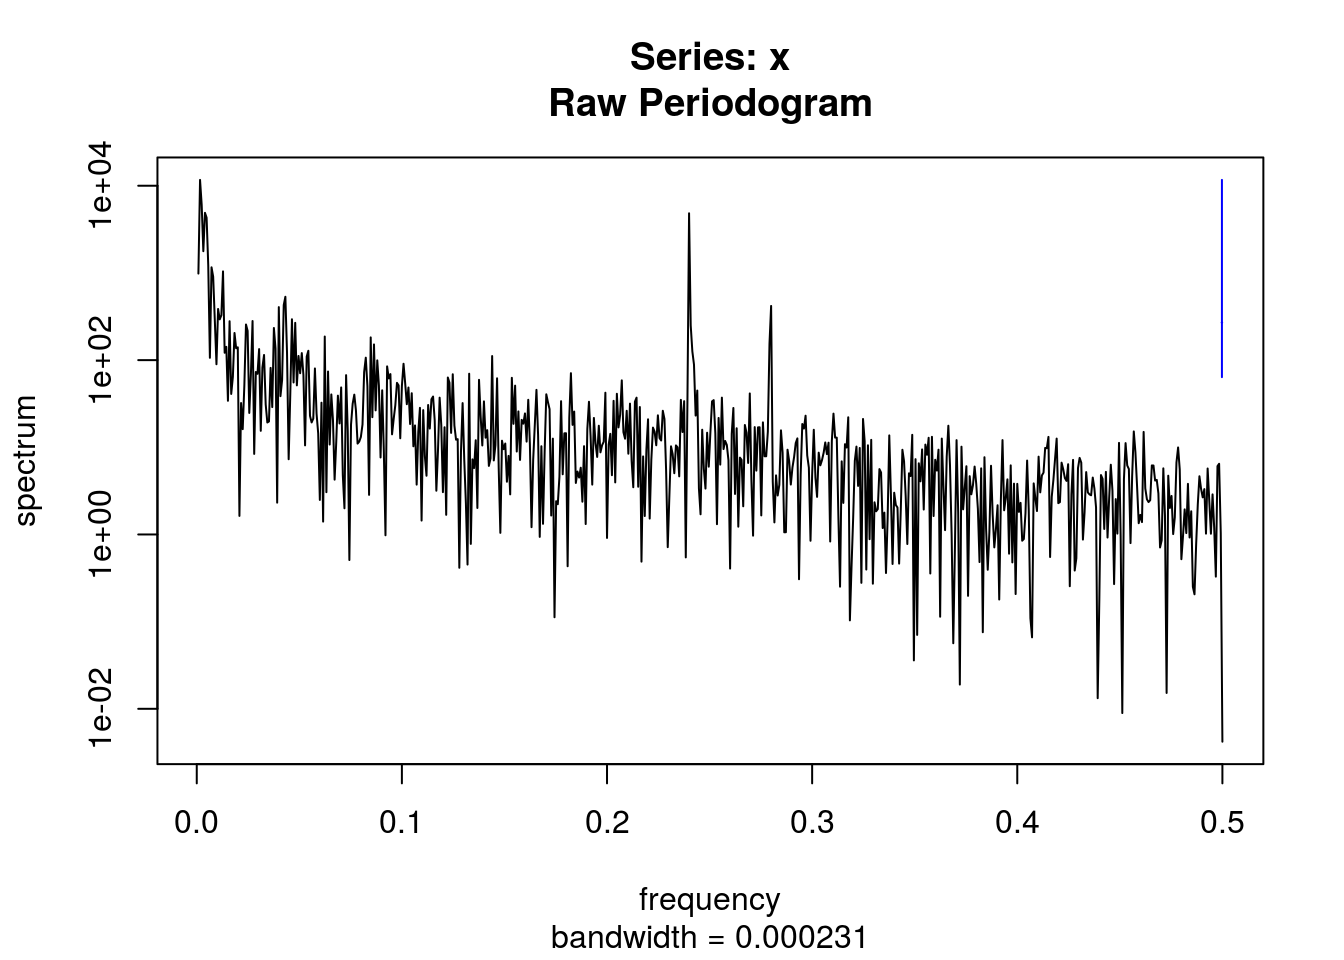 Series: x
Raw Periodogram
spectrum
1e+04
1e+02
1e+00
1e-02
0.0 0.1 0.2 0.3 0.4 0.5
frequency
bandwidth = 0.000231